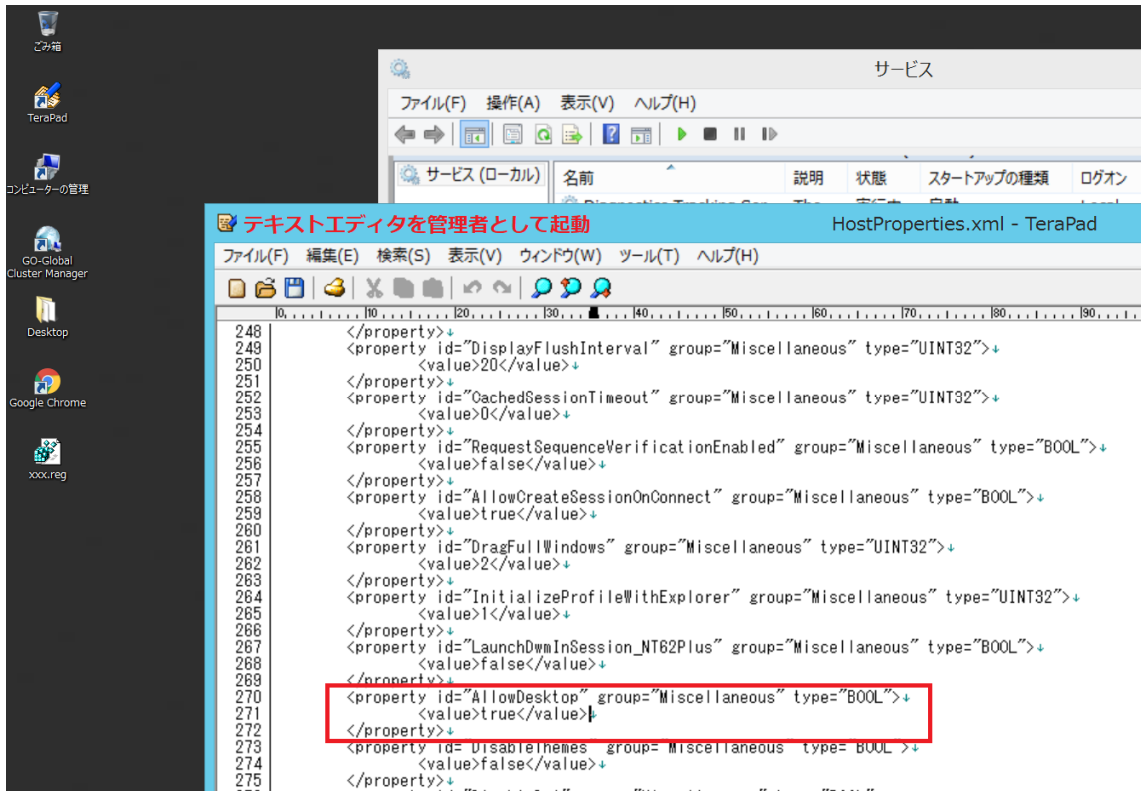 ごみ箱
TeraPad
コンピューターの管理
GO-Global
Cluster Manager
Desktop
Google Chrome
xxx.reg
サービス
ファイル(F) 操作(A) 表示(V) ヘルプ(H)
サービス (ローカル)
名前 説明 状態 スタートアップの種類 ログオン
テキストエディタを管理者として起動 HostProperties.xml - TeraPad
ファイル(F) 編集(E) 検索(S) 表示(V) ウィンドウ(W) ツール(T) ヘルプ(H)
0 10 20 30 40 50 60 70 80 90
248 </property>↓
249 <property id="DisplayFlushInterval" group="Miscellaneous" type="UINT32">↓
250 <value>20</value>↓
251 </property>↓
252 <property id="CachedSessionTimeout" group="Miscellaneous" type="UINT32">↓
253 <value>0</value>↓
254 </property>↓
255 <property id="RequestSequenceVerificationEnabled" group="Miscellaneous" type="BOOL">↓
256 <value>false</value>↓
257 </property>↓
258 <property id="AllowCreateSessionOnConnect" group="Miscellaneous" type="BOOL">↓
259 <value>true</value>↓
260 </property>↓
261 <property id="DragFullWindows" group="Miscellaneous" type="UINT32">↓
262 <value>2</value>↓
263 </property>↓
264 <property id="InitializeProfileWithExplorer" group="Miscellaneous" type="UINT32">↓
265 <value>1</value>↓
266 </property>↓
267 <property id="LaunchDwmInSession_NT62Plus" group="Miscellaneous" type="BOOL">↓
268 <value>false</value>↓
269 </property>↓
270 <property id="AllowDesktop" group="Miscellaneous" type="BOOL">↓
271 <value>true</value>↓
272 </property>↓
273 <property id="DisableThemes" group="Miscellaneous" type="BOOL">↓
274 <value>false</value>↓
275 </property>↓